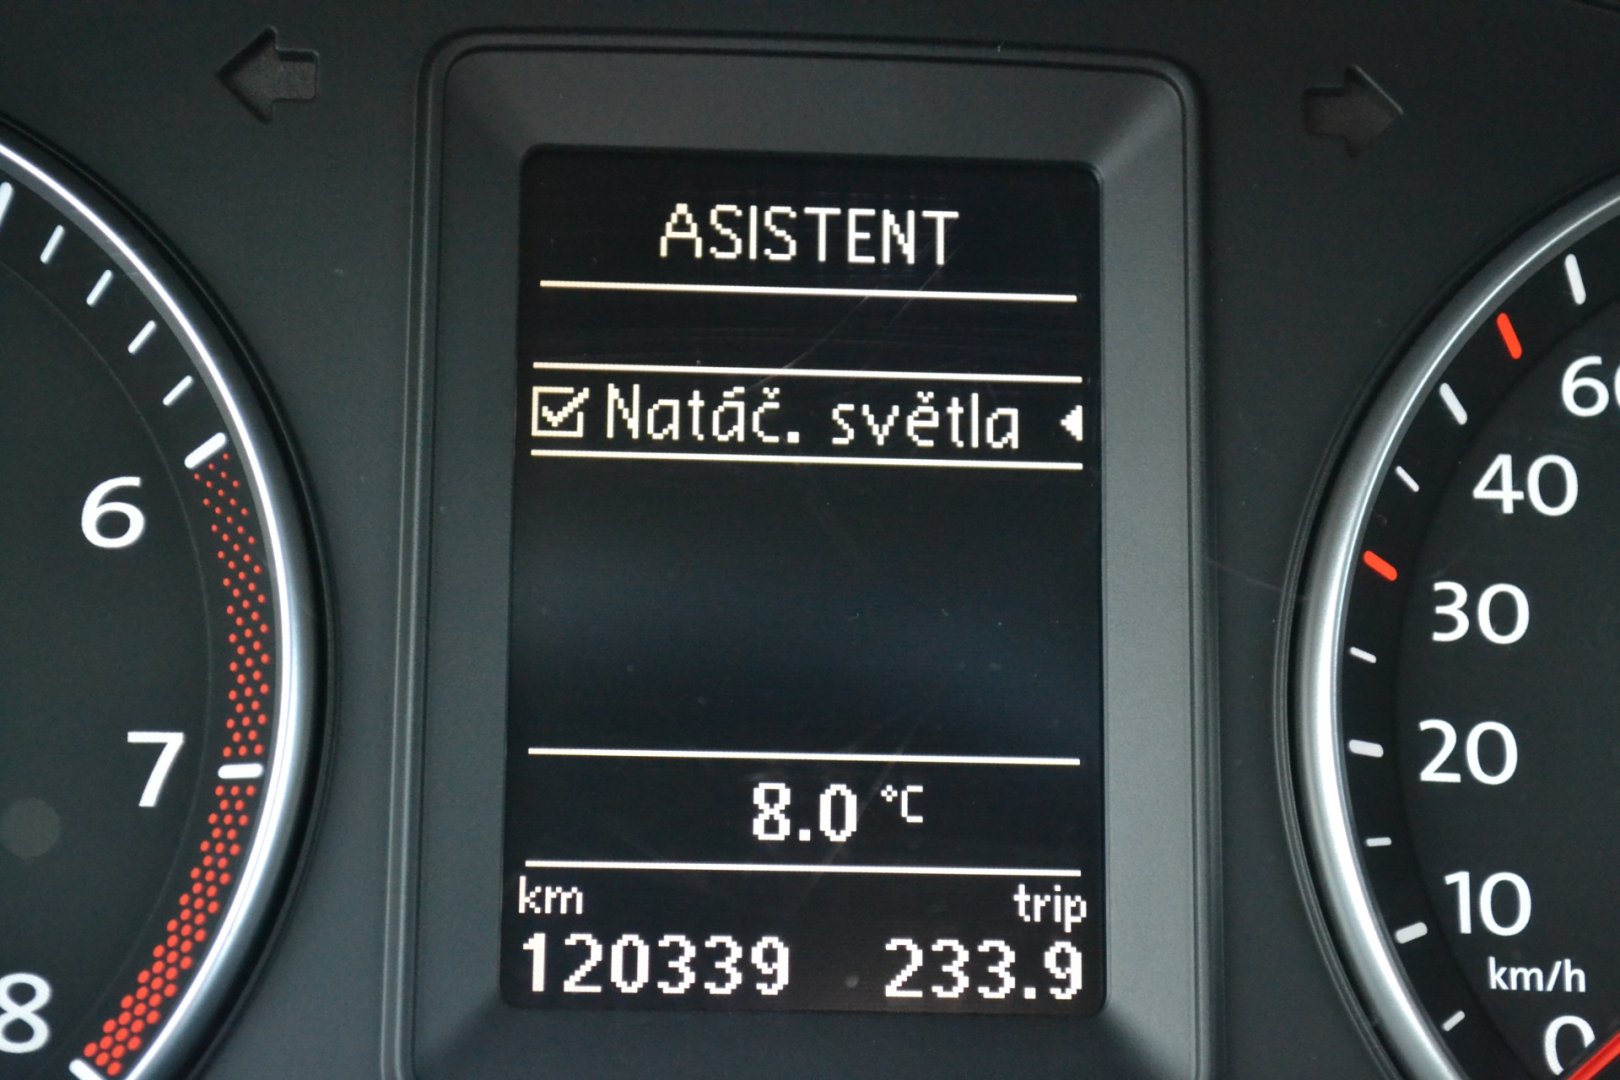 ASISTENT
Natáč. světla
8.0 °C
km trip
120339 233.9
6
7
8
60
40
30
20
10
km/h
0